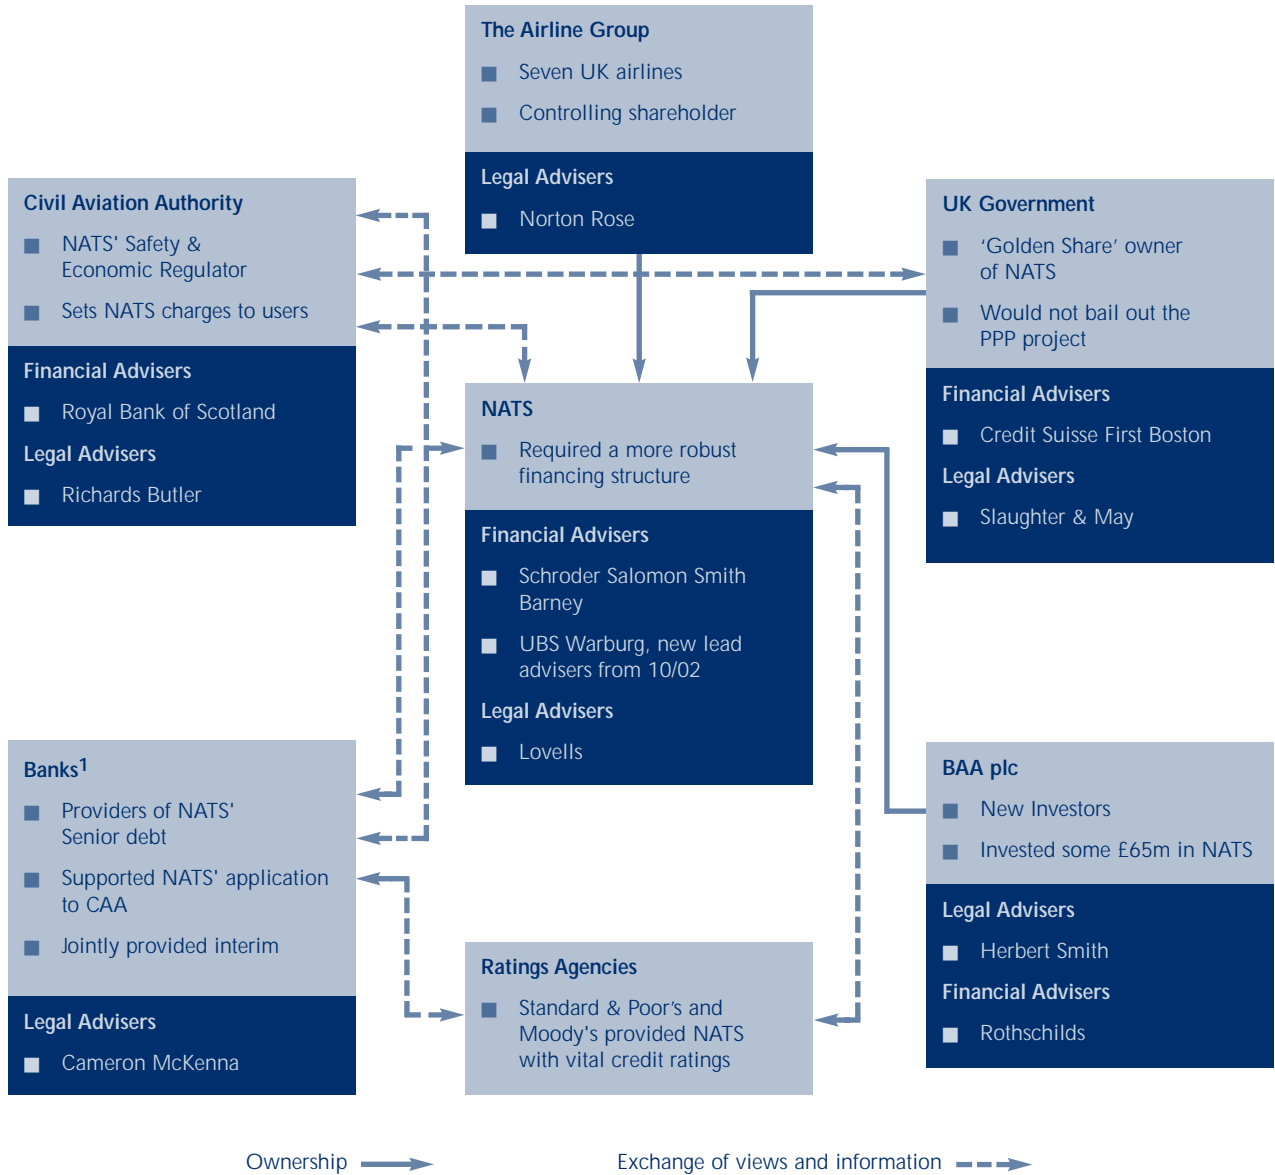 The Airline Group
Seven UK airlines
Controlling shareholder
Legal Advisers
Norton Rose
Civil Aviation Authority
NATS' Safety &
Economic Regulator
Sets NATS charges to users
Financial Advisers
Royal Bank of Scotland
Legal Advisers
Richards Butler
UK Government
‘Golden Share’ owner
of NATS
Would not bail out the
PPP project
Financial Advisers
Credit Suisse First Boston
Legal Advisers
Slaughter & May
NATS
Required a more robust
financing structure
Financial Advisers
Schroder Salomon Smith
Barney
UBS Warburg, new lead
advisers from 10/02
Legal Advisers
Lovells
Banks1
Providers of NATS'
Senior debt
Supported NATS' application
to CAA
Jointly provided interim
Legal Advisers
Cameron McKenna
Ratings Agencies
Standard & Poor’s and
Moody's provided NATS
with vital credit ratings
BAA plc
New Investors
Invested some £65m in NATS
Legal Advisers
Herbert Smith
Financial Advisers
Rothschilds
Ownership
Exchange of views and information